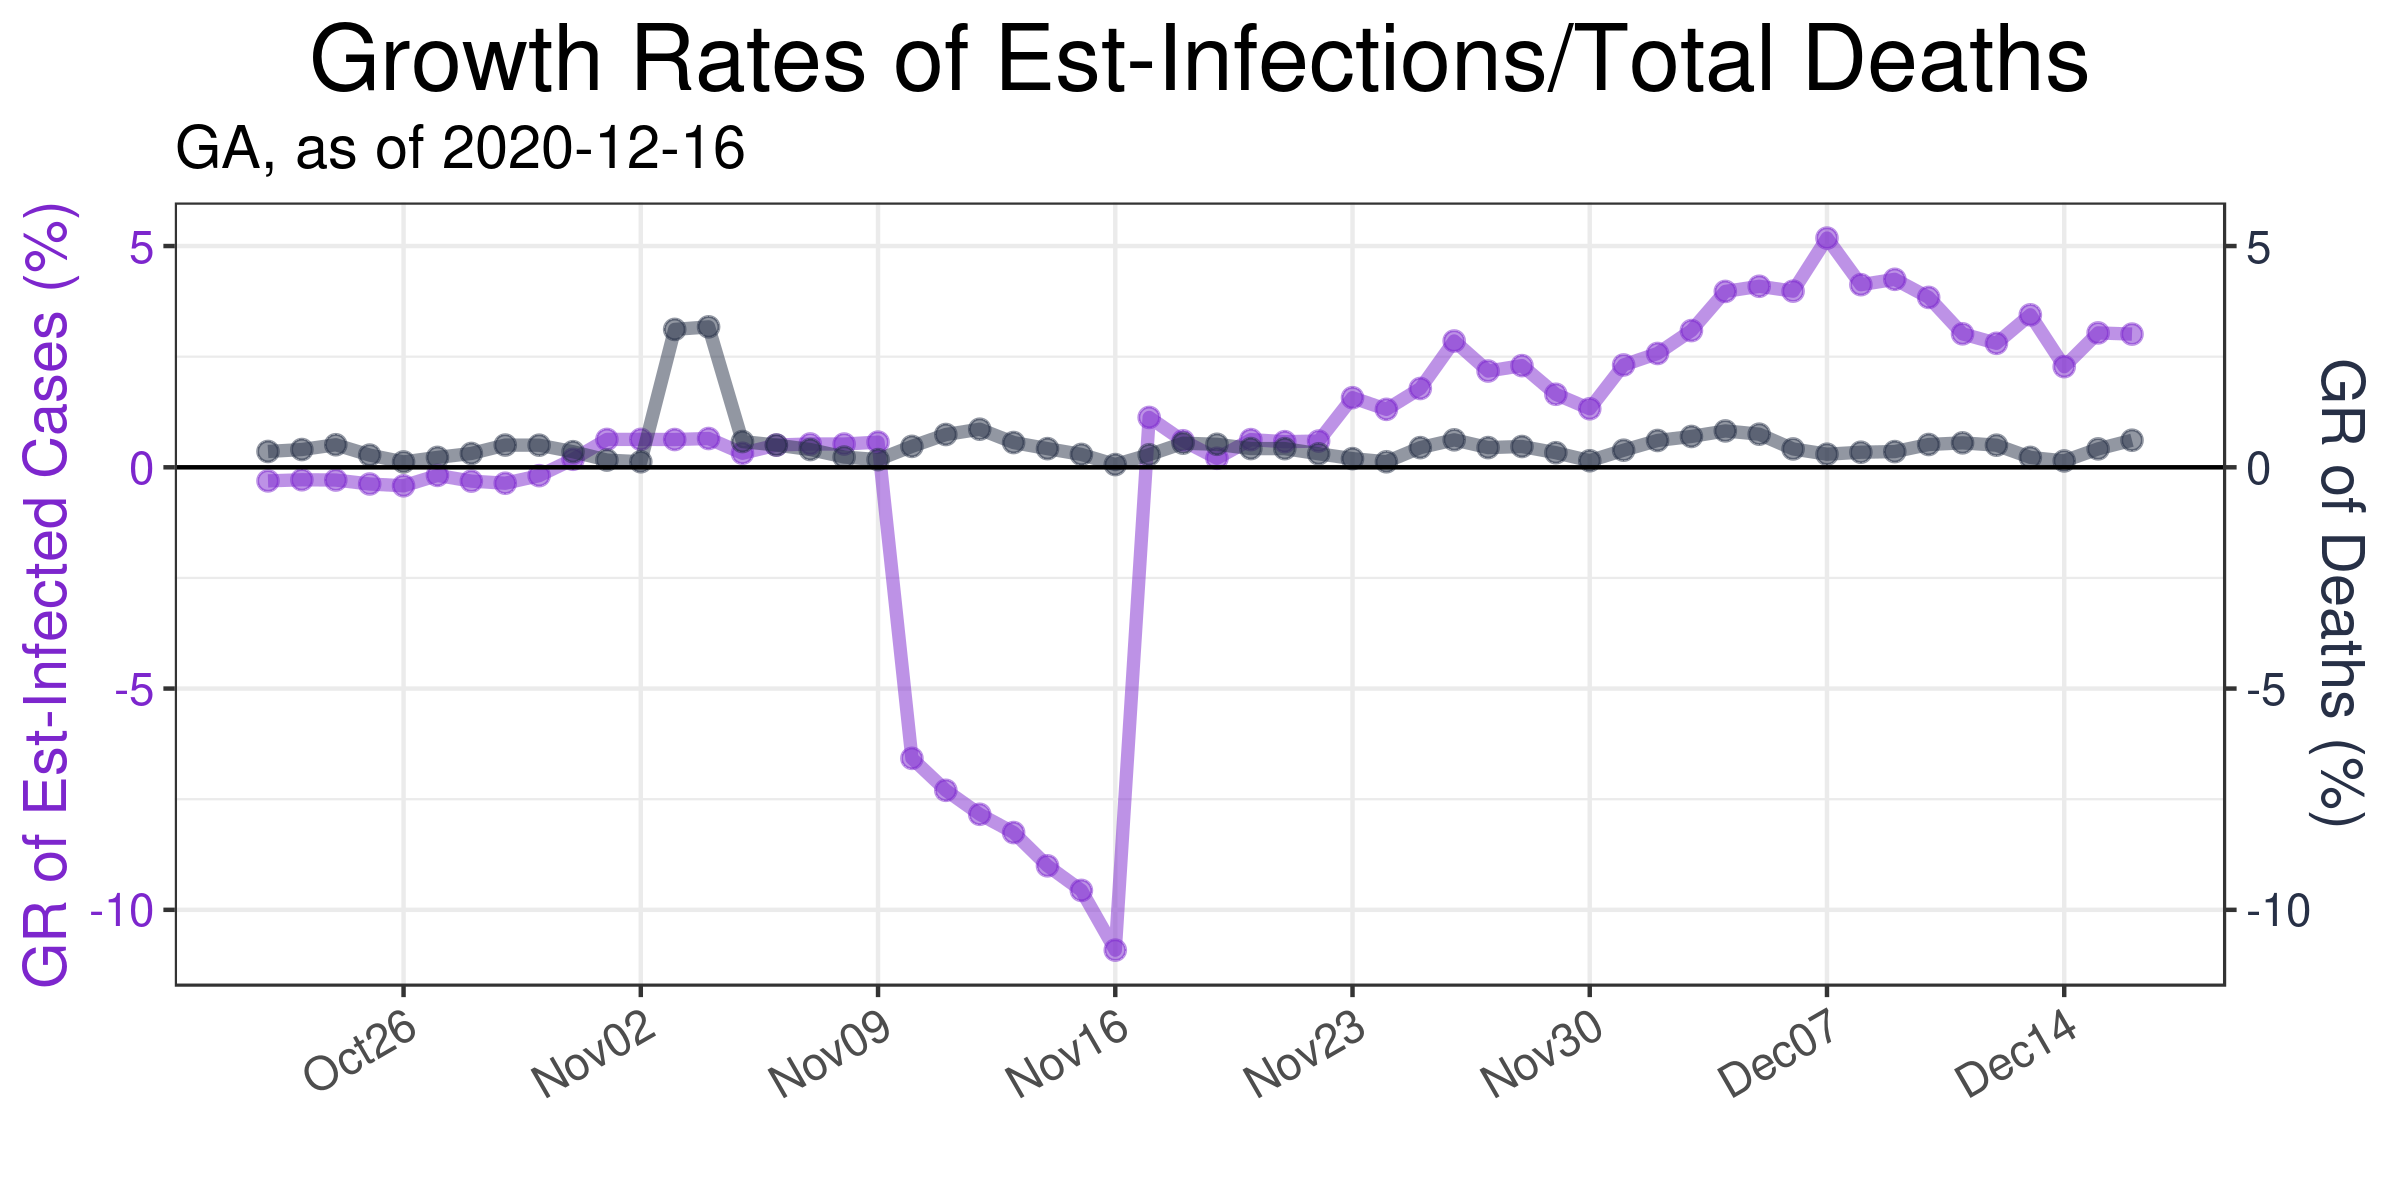 Growth Rates of Est-Infections/Total Deaths
GA, as of 2020-12-16
GR of Est-Infected Cases (%)
5
0
-5
-10
5
0
-5
-10
GR of Deaths (%)
Oct26
Nov02
Nov09
Nov16
Nov23
Nov30
Dec07
Dec14